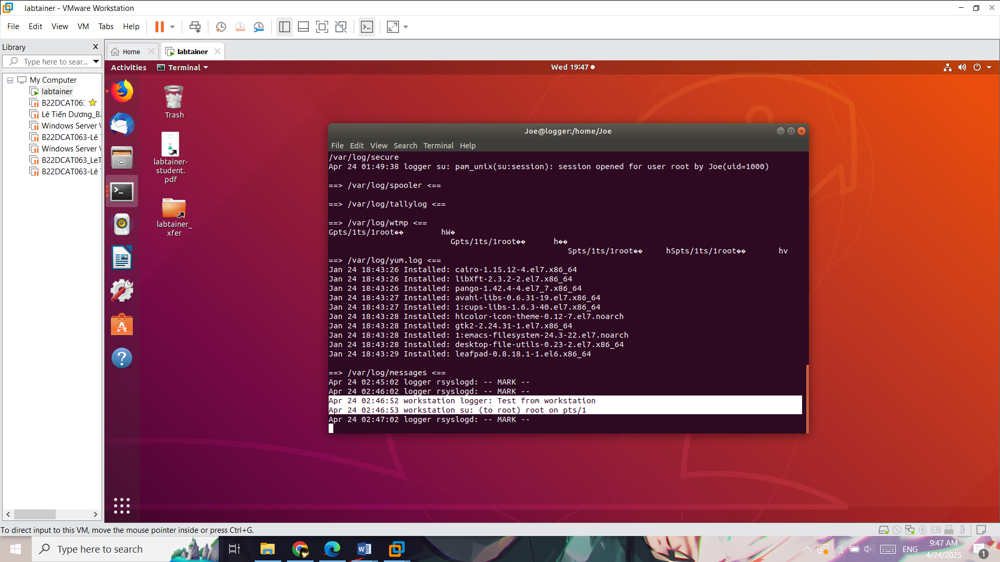 labtainer - VMware Workstation
File Edit View VM Tabs Help
Library
Type here to sear...
Home
labtainer
My Computer
labtainer
B22DCAT06:
Lê Tiến Dương_B2
Windows Server V
B22DCAT063-Lê T
Windows Server V
B22DCAT063_LeT
B22DCAT063-Lê T
Activities
Terminal
Wed 19:47
Trash
labtainer-
student.
pdf
labtainer_
xfer
Joe@logger:/home/Joe
File Edit View Search Terminal Help
/var/log/secure
Apr 24 01:49:38 logger su: pam_unix(su:session): session opened for user root by Joe(uid=1000)
==> /var/log/spooler <==
==> /var/log/tallylog <==
==> /var/log/wtmp <==
Gpts/1ts/1root�� hW�
Gpts/1ts/1root�� h��
Spts/1ts/1root�� hSpts/1ts/1root�� hv
==> /var/log/yum.log <==
Jan 24 18:43:26 Installed: cairo-1.15.12-4.el7.x86_64
Jan 24 18:43:26 Installed: libXft-2.3.2-2.el7.x86_64
Jan 24 18:43:26 Installed: pango-1.42.4-4.el7_7.x86_64
Jan 24 18:43:27 Installed: avahi-libs-0.6.31-19.el7.x86_64
Jan 24 18:43:27 Installed: 1:cups-libs-1.6.3-40.el7.x86_64
Jan 24 18:43:28 Installed: hicolor-icon-theme-0.12-7.el7.noarch
Jan 24 18:43:28 Installed: gtk2-2.24.31-1.el7.x86_64
Jan 24 18:43:28 Installed: 1:emacs-filesystem-24.3-22.el7.noarch
Jan 24 18:43:28 Installed: desktop-file-utils-0.23-2.el7.x86_64
Jan 24 18:43:29 Installed: leafpad-0.8.18.1-1.el6.x86_64
==> /var/log/messages <==
Apr 24 02:45:02 logger rsyslogd: -- MARK --
Apr 24 02:46:02 logger rsyslogd: -- MARK --
Apr 24 02:46:52 workstation logger: Test from workstation
Apr 24 02:46:53 workstation su: (to root) root on pts/1
Apr 24 02:47:02 logger rsyslogd: -- MARK --
To direct input to this VM, move the mouse pointer inside or press Ctrl+G.
Type here to search
ENG
9:47 AM
4/24/2025
1